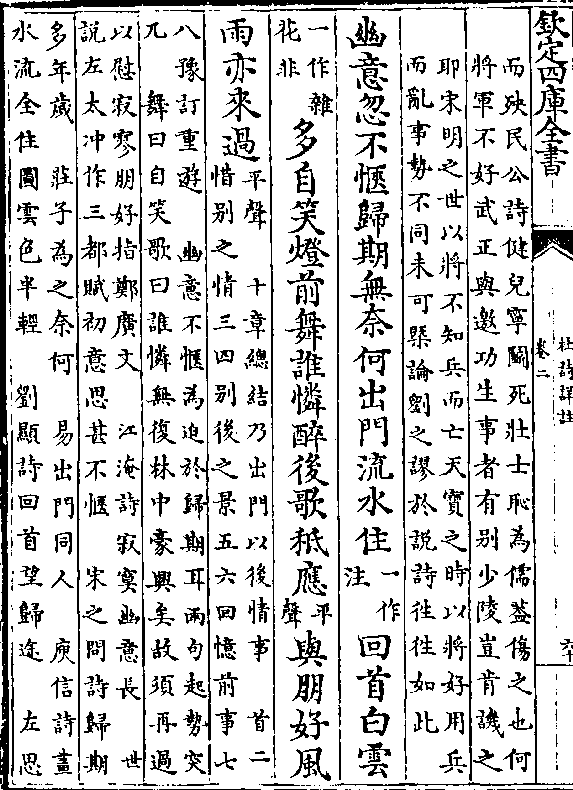 欽定四庫全書
杜詩詳註
卷二
六十
而殃民公詩健兒寧鬭死壯士恥為儒葢傷之也何
將軍不好武正與邀功生事者有别少陵豈肯譏之
耶宋明之世以將不知兵而亡天寶之時以將好用兵
而亂事勢不同未可槩論劉之謬於說詩徃徃如此
幽意忽不愜歸期無奈何出門流水住一作注回首白雲
一作雜花非多自笑燈前舞誰憐醉後歌秪應平聲與朋好風
雨亦來過平聲 十章總結乃出門以後情事 首二
惜别之情三四别後之景五六回憶前事七
八豫訂重遊 幽意不愜為迫於歸期耳兩句起勢突
兀 舞曰自笑歌曰誰憐無復林中豪興矣故須再過
以慰寂寥朋好指鄭廣文 江淹詩寂寞幽意長 世
說左太冲作三都賦初意思甚不愜 宋之問詩歸期
多年歲 莊子為之奈何 易出門同人 庾信詩畫
水流全住圖雲色半輕 劉顯詩回首望歸途 左思